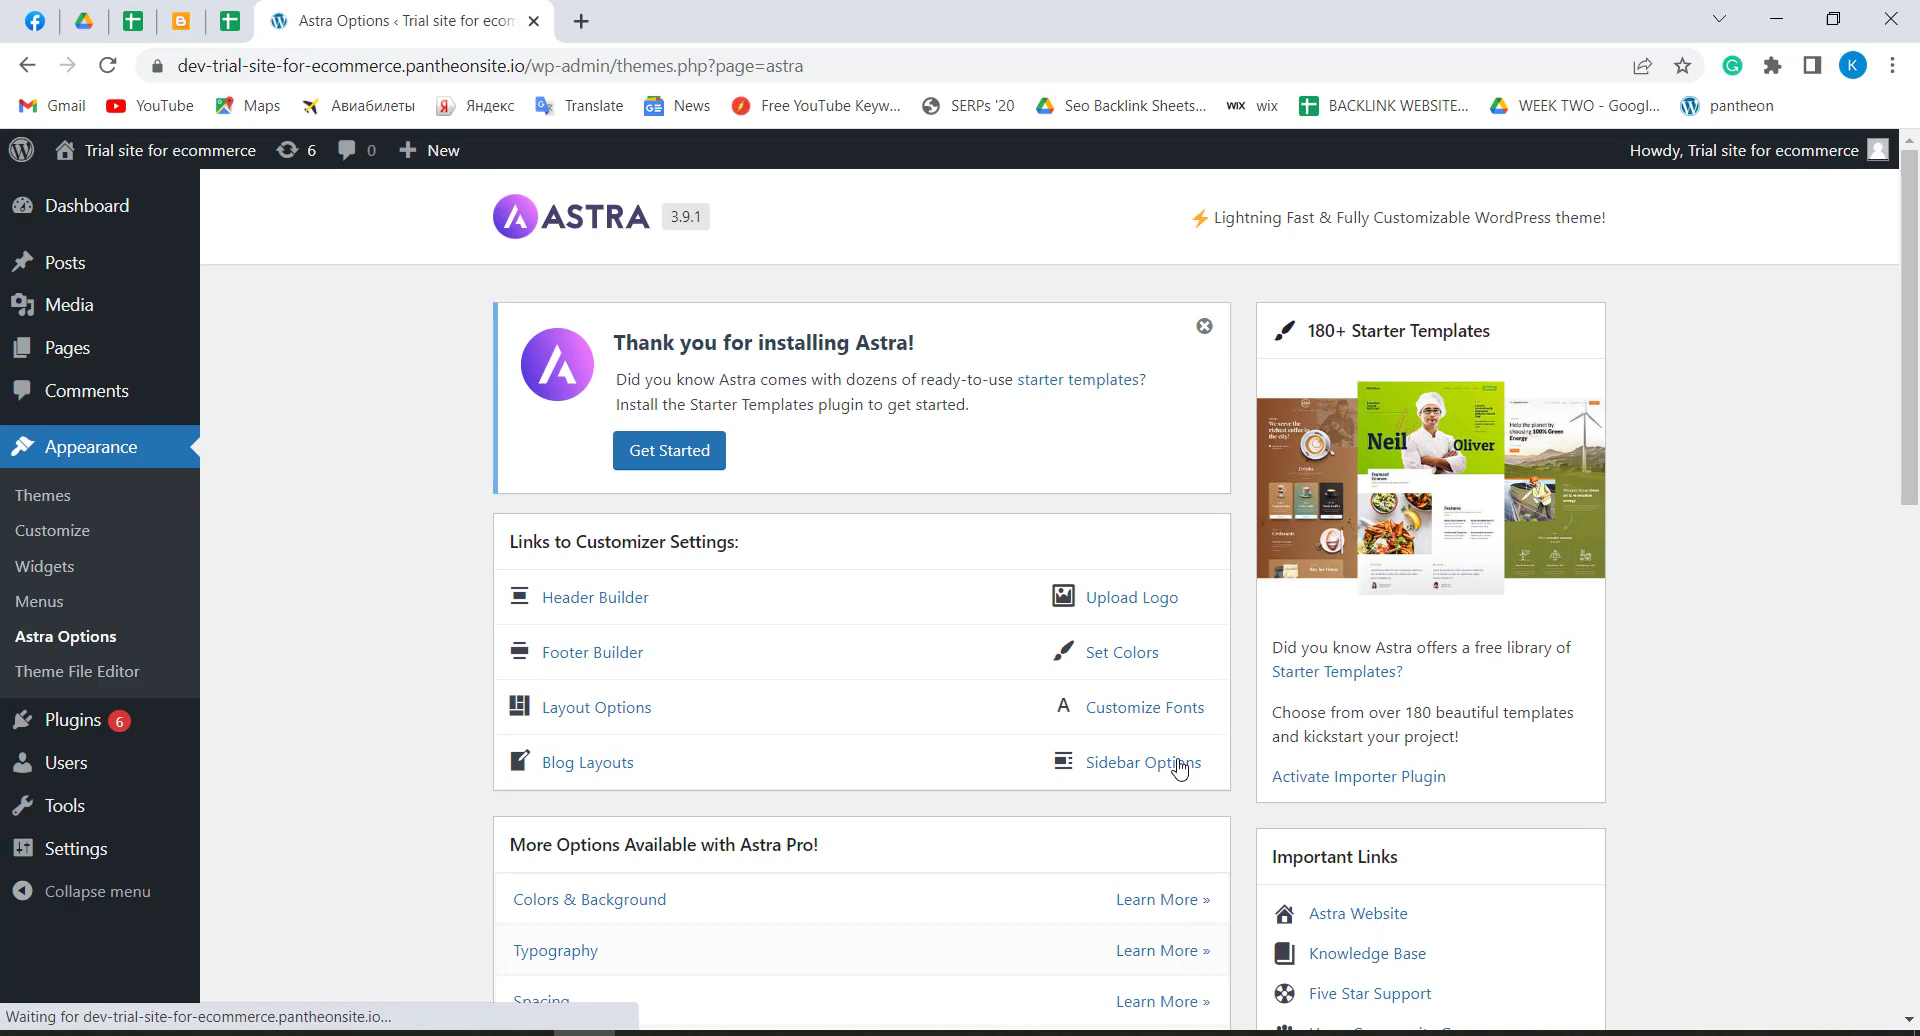 Astra Options ‹ Trial site for ecom
dev-trial-site-for-ecommerce.pantheonsite.io/wp-admin/themes.php?page=astra
K
Gmail YouTube Maps Авиабилеты Яндекс Translate News Free YouTube Keyw... SERPs '20 Seo Backlink Sheets... WIX wix BACKLINK WEBSITE... WEEK TWO - Googl... pantheon
Trial site for ecommerce 6 0 New Howdy, Trial site for ecommerce
Dashboard
Posts
Media
Pages
Comments
Appearance
Themes
Customize
Widgets
Menus
Astra Options
Theme File Editor
Plugins 6
Users
Tools
Settings
Collapse menu
ASTRA 3.9.1
⚡ Lightning Fast & Fully Customizable WordPress theme!
Thank you for installing Astra!
Did you know Astra comes with dozens of ready-to-use starter templates?
Install the Starter Templates plugin to get started.
Get Started
Links to Customizer Settings:
Header Builder Upload Logo
Footer Builder Set Colors
Layout Options Customize Fonts
Blog Layouts Sidebar Options
More Options Available with Astra Pro!
Colors & Background Learn More »
Typography Learn More »
Spacing Learn More »
180+ Starter Templates
We serve the
richest coffee in
the city!
Neil
Oliver
Help the planet by
choosing 100% Green
Energy
Did you know Astra offers a free library of
Starter Templates?
Choose from over 180 beautiful templates
and kickstart your project!
Activate Importer Plugin
Important Links
Astra Website
Knowledge Base
Five Star Support
Waiting for dev-trial-site-for-ecommerce.pantheonsite.io...